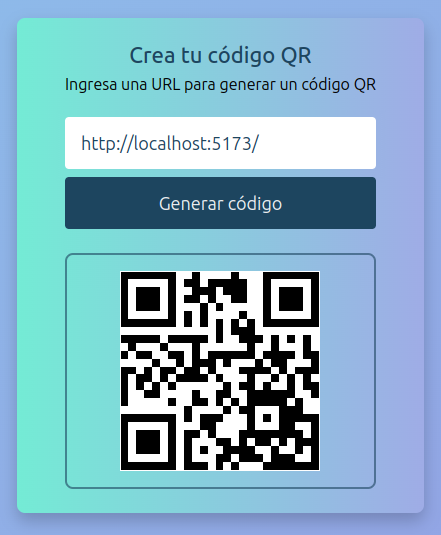 Crea tu código QR
Ingresa una URL para generar un código QR
http://localhost:5173/
Generar código